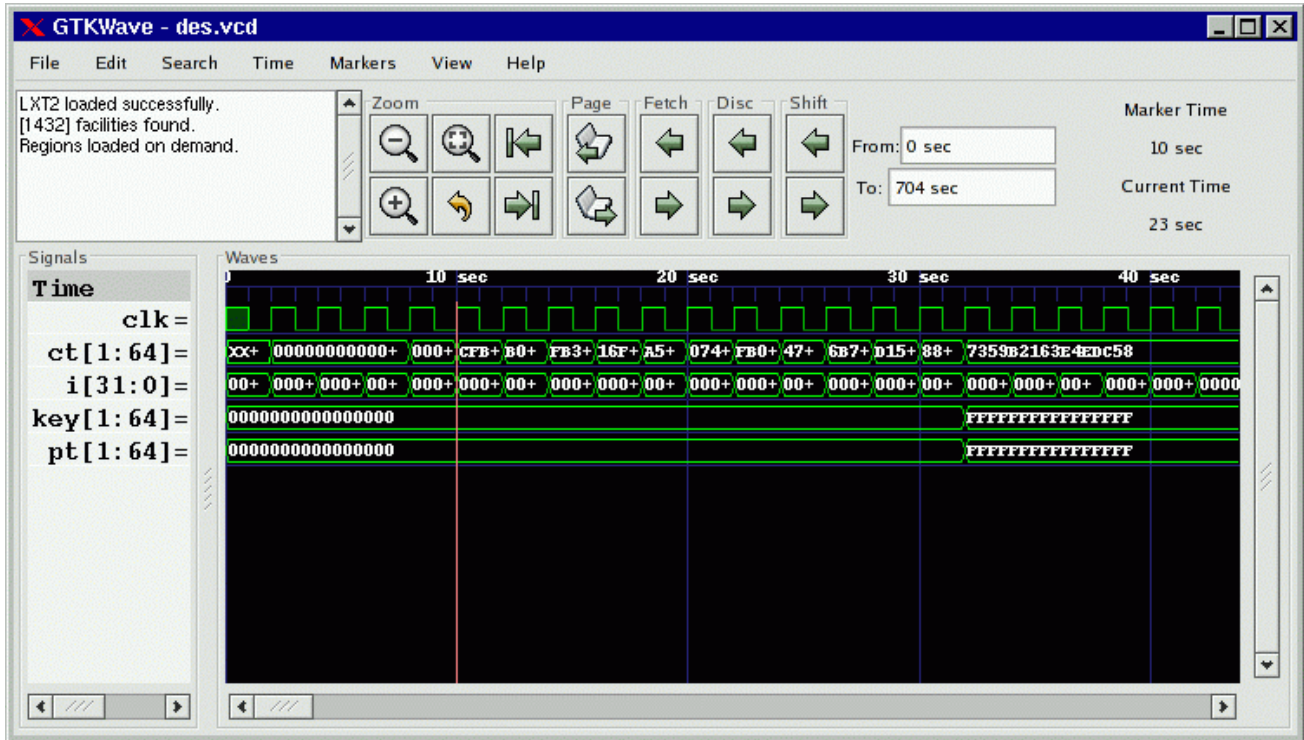 GTKWave - des.vcd
File Edit Search Time Markers View Help
LXT2 loaded successfully.
[1432] facilities found.
Regions loaded on demand.
Zoom Page Fetch Disc Shift
From: 0 sec
To: 704 sec
Marker Time
10 sec
Current Time
23 sec
Signals
Waves
Time
10 sec 20 sec 30 sec 40 sec
clk=
ct[1:64]= xx+ 00000000000+ 000+ CFB+ B0+ FB3+ 16F+ A5+ 074+ FB0+ 47+ 6B7+ D15+ 88+ 7359B2163E4EDC58
i[31:0]= 00+ 000+ 000+ 00+ 000+ 000+ 00+ 000+ 000+ 00+ 000+ 000+ 00+ 000+ 000+ 00+ 000+ 000+ 00+ 000+ 000+ 0000
key[1:64]= 0000000000000000 FFFFFFFFFFFFFFFF
pt[1:64]= 0000000000000000 FFFFFFFFFFFFFFFF